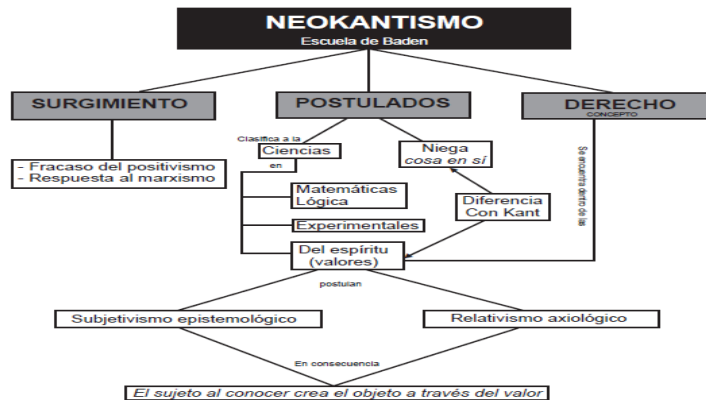 NEOKANTISMO
Escuela de Baden
SURGIMIENTO
POSTULADOS
DERECHO
CONCEPTO
- Fracaso del positivismo
- Respuesta al marxismo
Clasifica a la
Ciencias
en
Niega
cosa en sí
Matemáticas
Lógica
Experimentales
Del espíritu
(valores)
Diferencia
Con Kant
Se encuentra dentro de las
postulan
Subjetivismo epistemológico
Relativismo axiológico
En consecuencia
El sujeto al conocer crea el objeto a través del valor